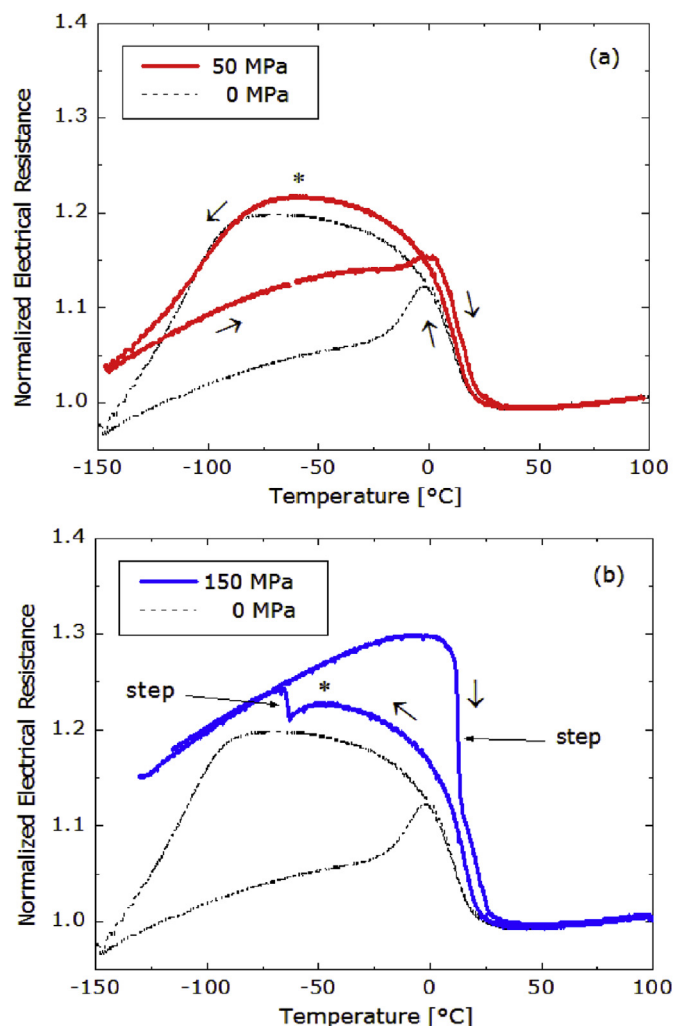 1.4
(a)
50 MPa
0 MPa
1.3
*
1.2
1.1
1.0
Normalized Electrical Resistance
-150 -100 -50 0 50 100
Temperature [°C]
1.4
(b)
150 MPa
0 MPa
1.3
step
*
step
1.2
1.1
1.0
Normalized Electrical Resistance
-150 -100 -50 0 50 100
Temperature [°C]